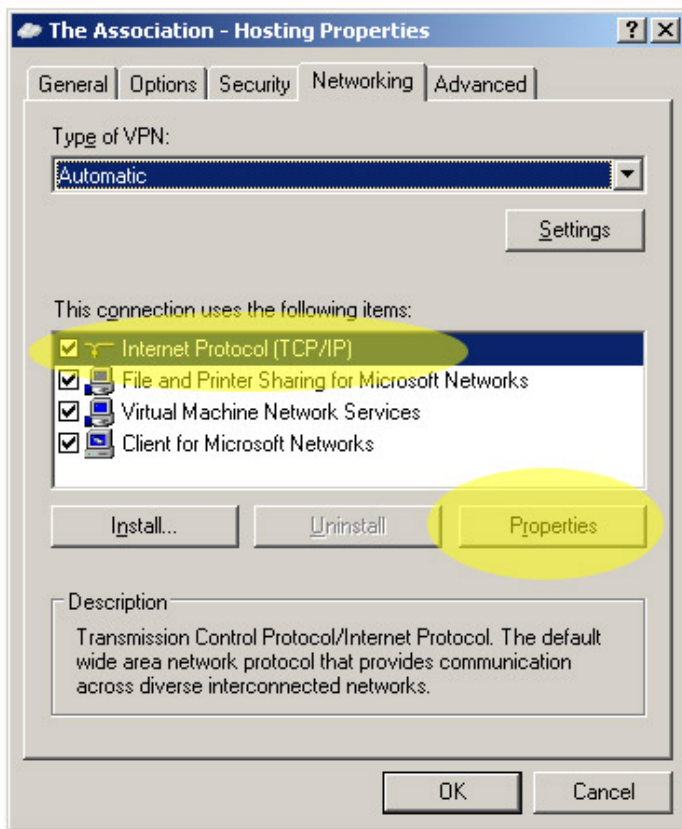 The Association - Hosting Properties
General Options Security Networking Advanced
Type of VPN:
Automatic
Settings
This connection uses the following items:
Internet Protocol (TCP/IP)
File and Printer Sharing for Microsoft Networks
Virtual Machine Network Services
Client for Microsoft Networks
Install... Uninstall Properties
Description
Transmission Control Protocol/Internet Protocol. The default
wide area network protocol that provides communication
across diverse interconnected networks.
OK Cancel